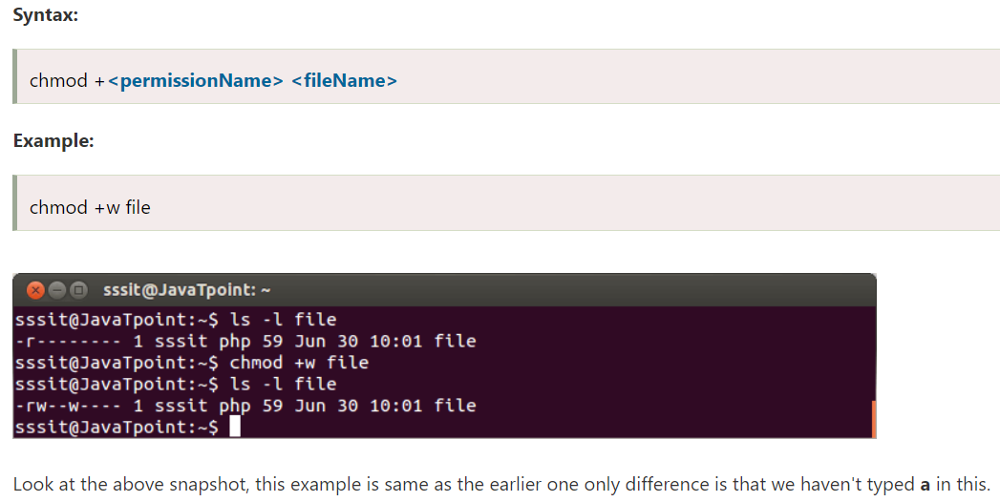 Syntax:
chmod +<permissionName> <fileName>
Example:
chmod +w file
sssit@JavaTpoint: ~
sssit@JavaTpoint:~$ ls -l file
-r-------- 1 sssit php 59 Jun 30 10:01 file
sssit@JavaTpoint:~$ chmod +w file
sssit@JavaTpoint:~$ ls -l file
-rw--w---- 1 sssit php 59 Jun 30 10:01 file
sssit@JavaTpoint:~$
Look at the above snapshot, this example is same as the earlier one only difference is that we haven't typed a in this.